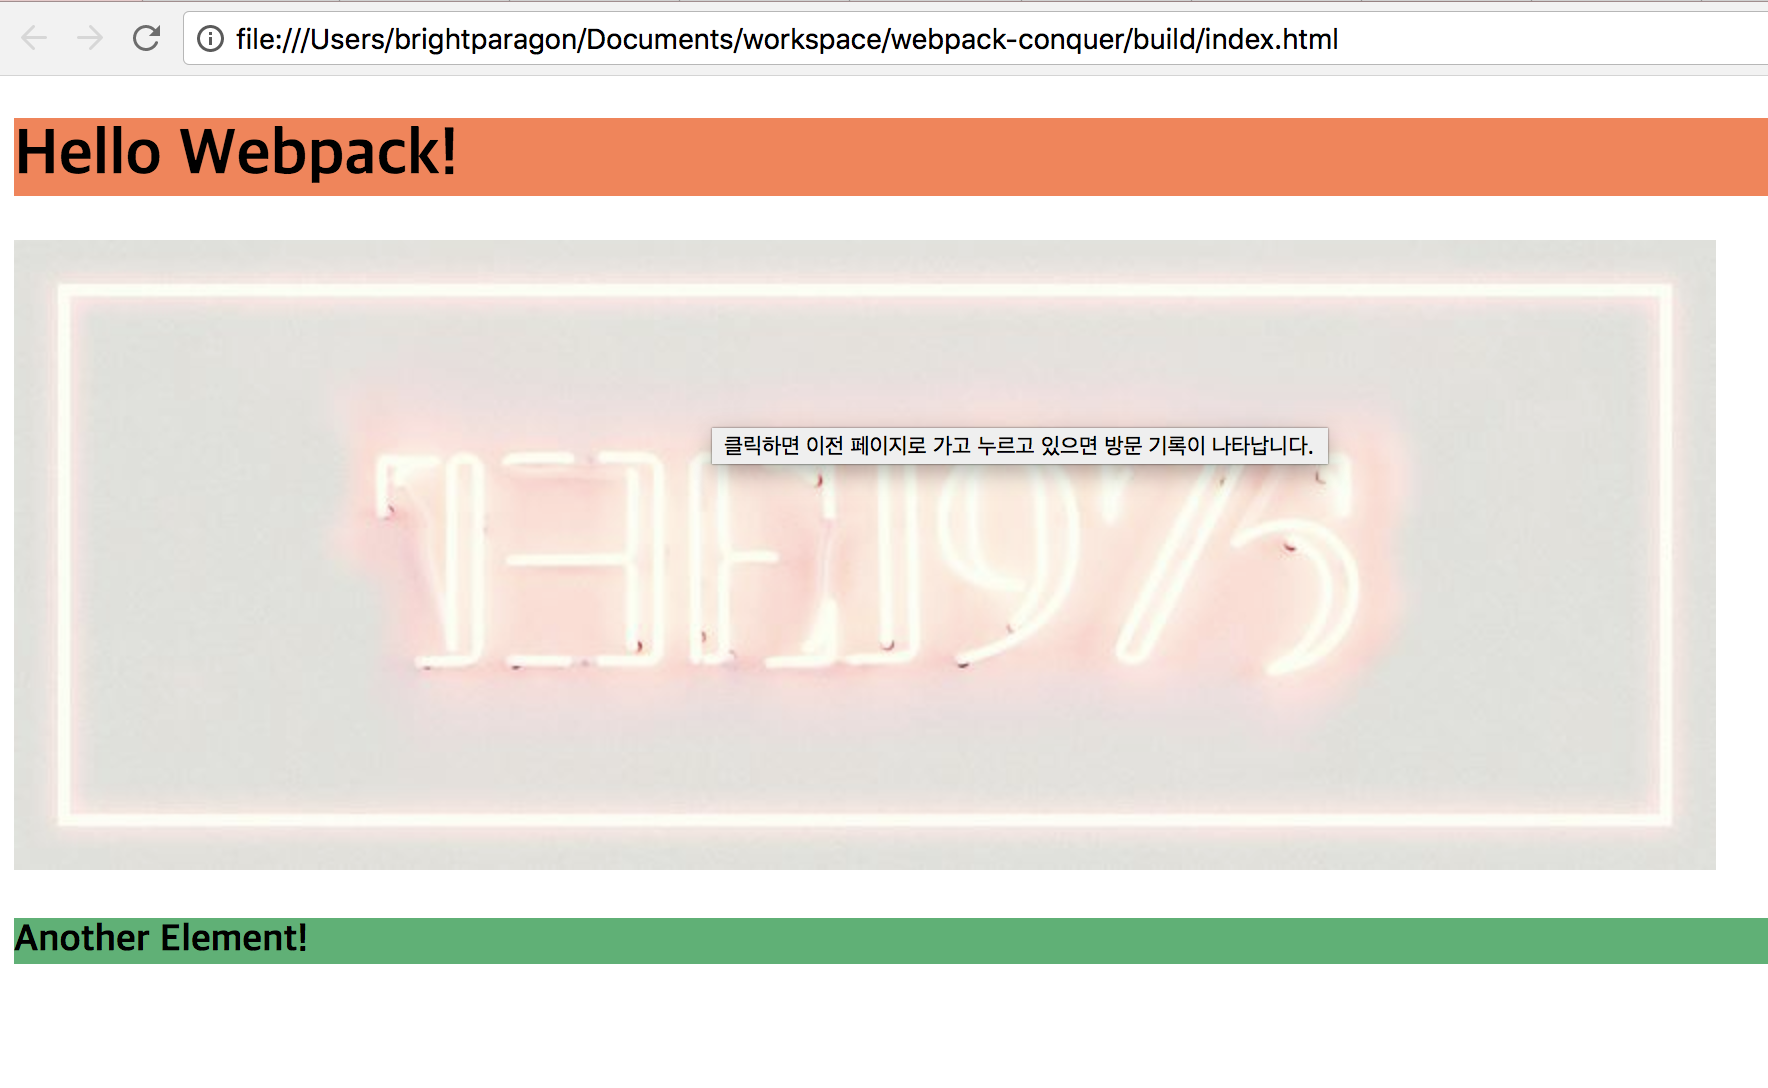 file:///Users/brightparagon/Documents/workspace/webpack-conquer/build/index.html
Hello Webpack!
클릭하면 이전 페이지로 가고 누르고 있으면 방문 기록이 나타납니다.
THE 1975
Another Element!